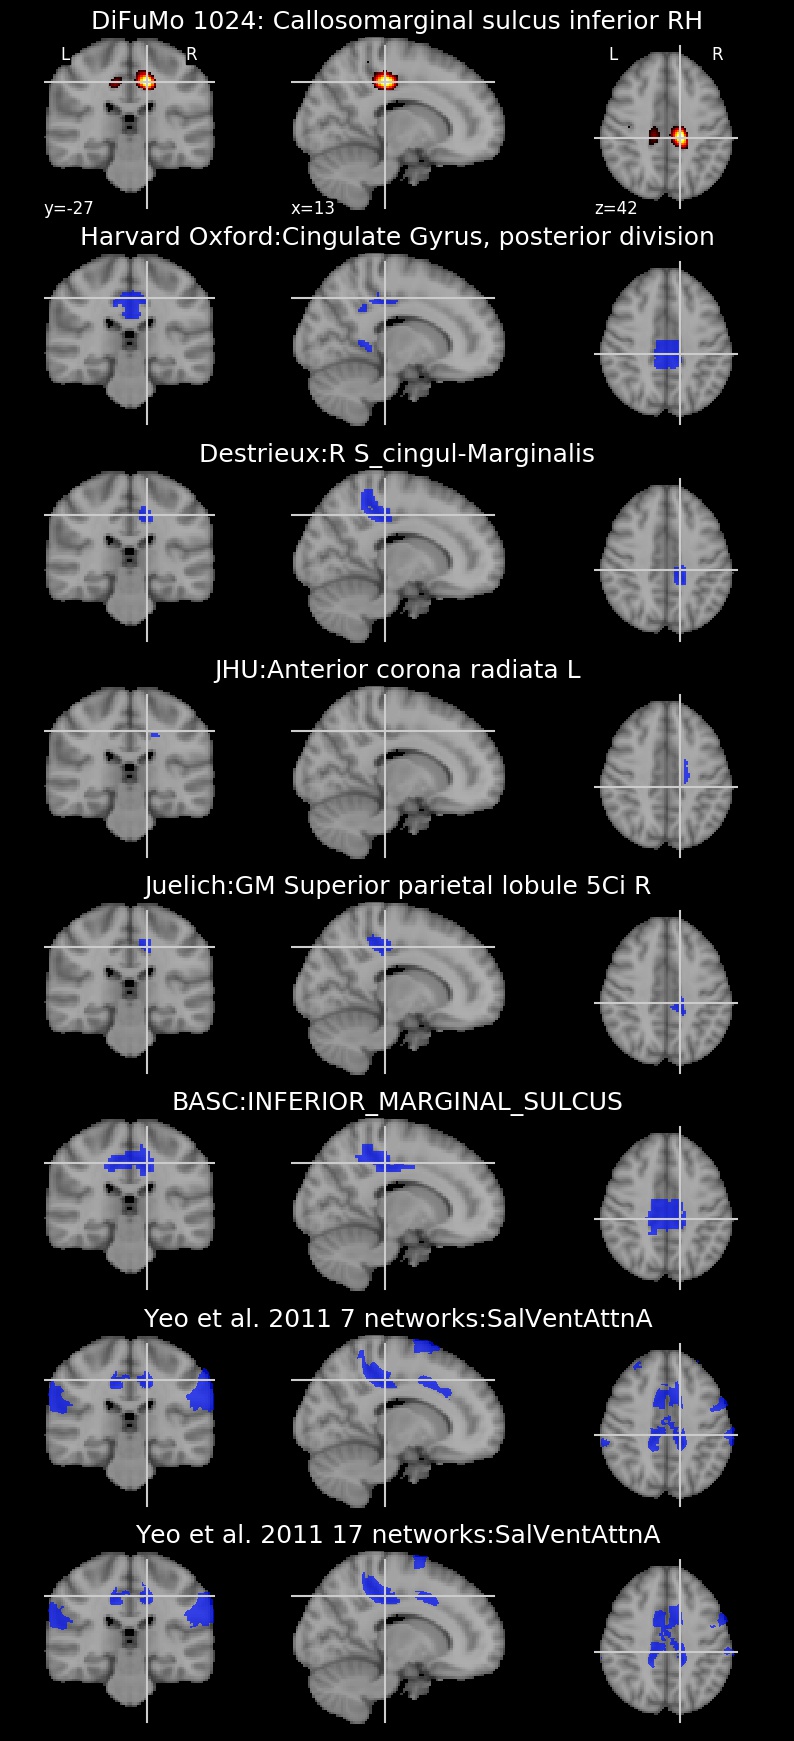 DiFuMo 1024: Callosomarginal sulcus inferior RH
L R L R
y=-27 x=13 z=42
Harvard Oxford:Cingulate Gyrus, posterior division
Destrieux:R S_cingul-Marginalis
JHU:Anterior corona radiata L
Juelich:GM Superior parietal lobule 5Ci R
BASC:INFERIOR_MARGINAL_SULCUS
Yeo et al. 2011 7 networks:SalVentAttnA
Yeo et al. 2011 17 networks:SalVentAttnA